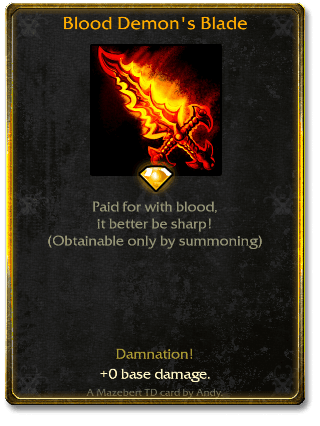 Blood Demon's Blade
Paid for with blood,
it better be sharp!
(Obtainable only by summoning)
Damnation!
+0 base damage.
A Mazebert TD card by Andy.